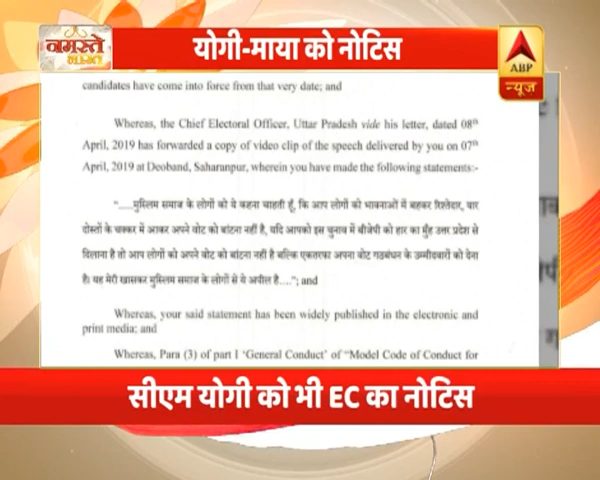 नमस्ते
भारत
योगी-माया को नोटिस
ABP
न्यूज़
candidates have come into force from that very date; and
Whereas, the Chief Electoral Officer, Uttar Pradesh vide his letter, dated 08th
April, 2019 has forwarded a copy of video clip of the speech delivered by you on 07th
April, 2019 at Deoband, Saharanpur, wherein you have made the following statements:-
".....मुस्लिम समाज के लोगों को ये कहना चाहती हूँ, कि आप लोगों को भावनाओं में बहकर रिश्तेदार, यार
दोस्तों के चक्कर में आकर अपने वोट को बांटना नहीं है, यदि आपको इस चुनाव में बीजेपी को हार का मुँह उत्तर प्रदेश से
दिलाना है तो आप लोगों को अपने वोट को बांटना नहीं है बल्कि एकतरफा अपना वोट गठबंधन के उम्मीदवारों को देना
है। यह मेरी खासकर मुस्लिम समाज के लोगों से ये अपील है...."; and
Whereas, your said statement has been widely published in the electronic and
print media; and
Whereas, Para (3) of part I 'General Conduct' of "Model Code of Conduct for
सीएम योगी को भी EC का नोटिस